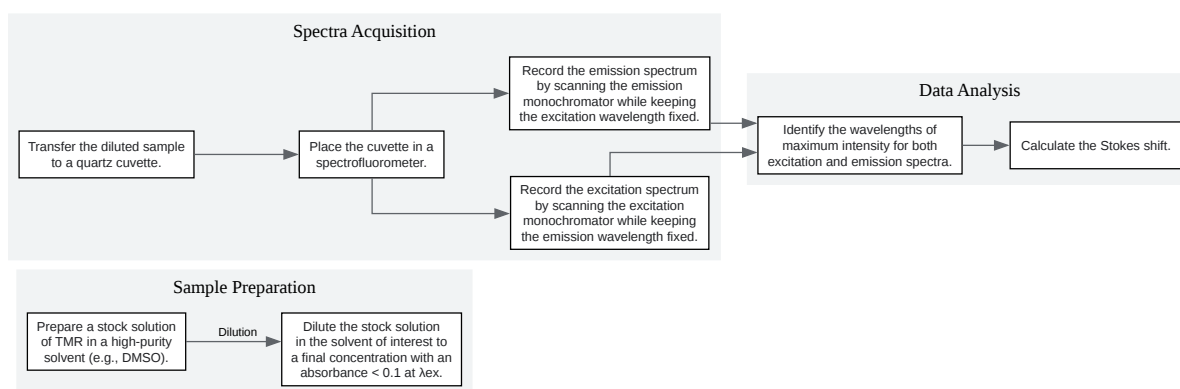 Spectra Acquisition
Transfer the diluted sample
to a quartz cuvette.
Place the cuvette in a
spectrofluorometer.
Record the emission spectrum
by scanning the emission
monochromator while keeping
the excitation wavelength fixed.
Record the excitation spectrum
by scanning the excitation
monochromator while keeping
the emission wavelength fixed.
Data Analysis
Identify the wavelengths of
maximum intensity for both
excitation and emission spectra.
Calculate the Stokes shift.
Sample Preparation
Prepare a stock solution
of TMR in a high-purity
solvent (e.g., DMSO).
Dilution
Dilute the stock solution
in the solvent of interest to
a final concentration with an
absorbance < 0.1 at λex.